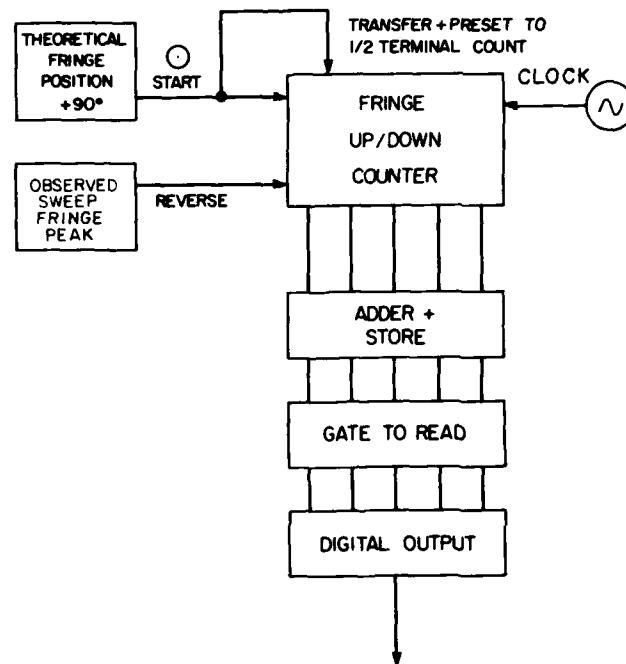 THEORETICAL
FRINGE
POSITION
+90°
START
TRANSFER + PRESET TO
1/2 TERMINAL COUNT
CLOCK
FRINGE
UP/DOWN
COUNTER
OBSERVED
SWEEP
FRINGE
PEAK
REVERSE
ADDER +
STORE
GATE TO READ
DIGITAL OUTPUT